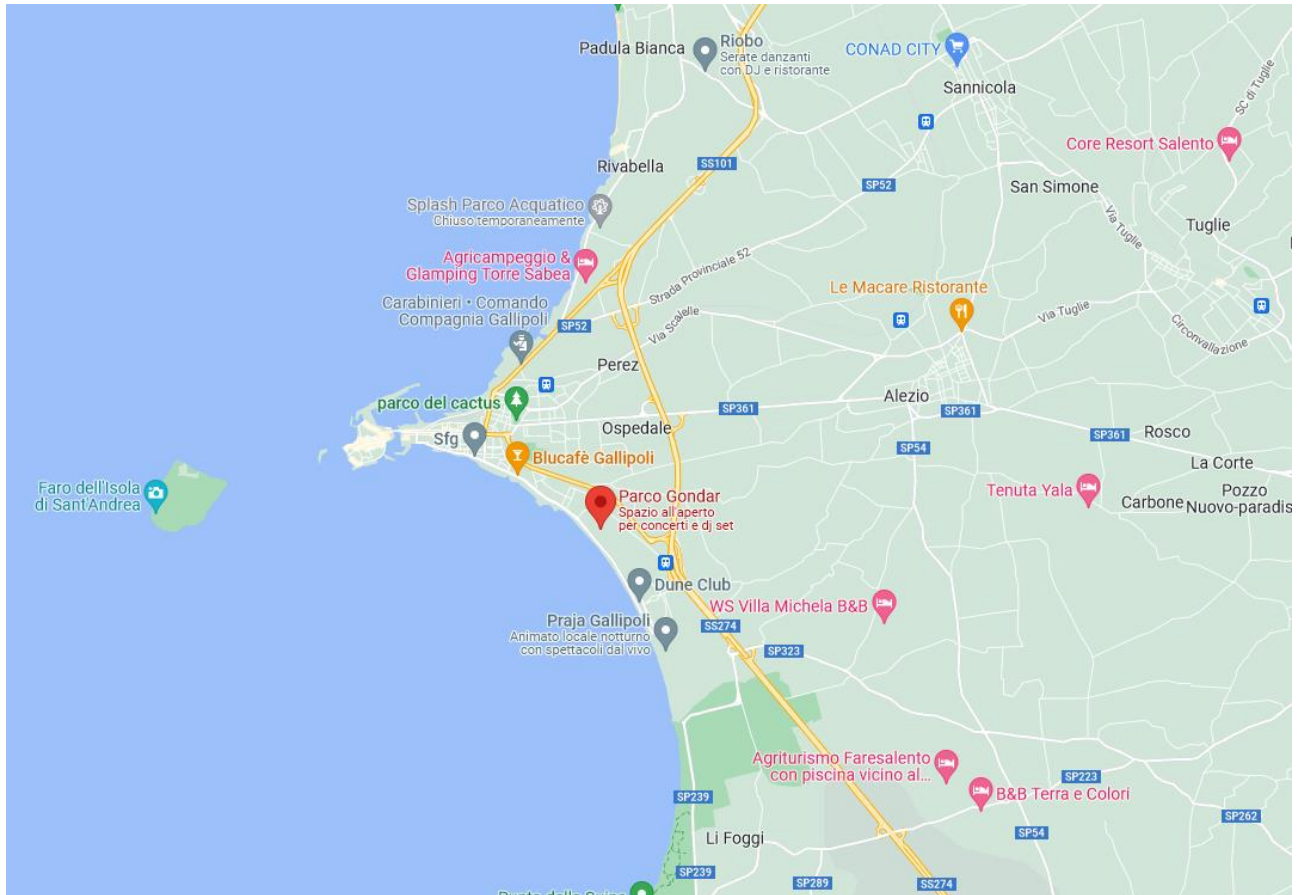 Padula Bianca
Riobo
Serate danzanti
con DJ e ristorante
CONAD CITY
Sannicola
SC di Tuglie
Core Resort Salento
Rivabella
SS101
SP52
San Simone
Via Tuglie
Tuglie
Splash Parco Acquatico
Chiuso temporaneamente
Agricampeggio &
Glamping Torre Sabea
Strada Provinciale 52
Le Macare Ristorante
Carabinieri • Comando
Compagnia Gallipoli
SP52
Via Scalelle
Via Tuglie
Circonvallazione
Perez
parco del cactus
Alezio
SP361
SP361
Ospedale
Sfg
SP54
SP361
Rosco
Blucafè Gallipoli
La Corte
Faro dell'Isola
di Sant'Andrea
Parco Gondar
Spazio all'aperto
per concerti e dj set
Tenuta Yala
Carbone
Pozzo
Nuovo-paradis
Dune Club
WS Villa Michela B&B
Praja Gallipoli
Animato locale notturno
con spettacoli dal vivo
SS274
SP323
Agriturismo Faresalento
con piscina vicino al...
SP223
B&B Terra e Colori
SP239
SP262
Li Foggi
SP54
SP239
SP289
SS274